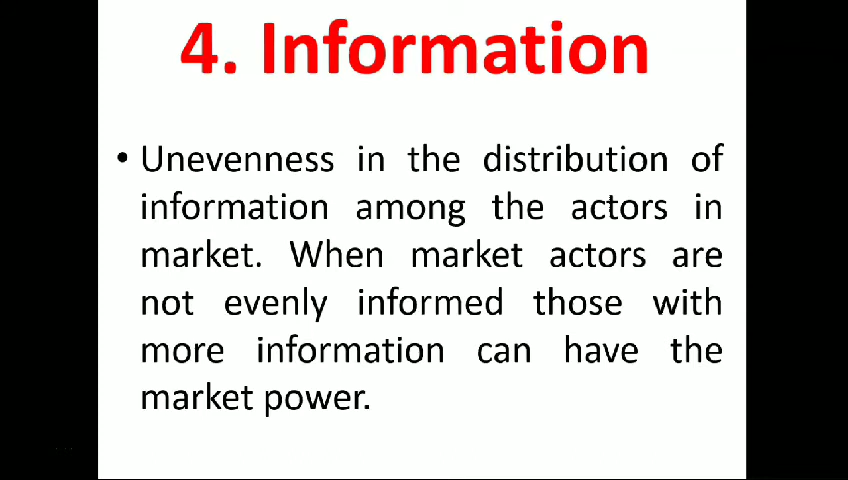 4. Information
• Unevenness in the distribution of
information among the actors in
market. When market actors are
not evenly informed those with
more information can have the
market power.